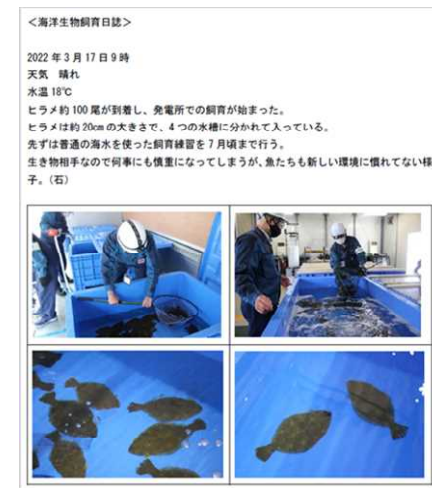 ＜海洋生物飼育日誌＞
2022 年 3 月 17 日 9 時
天気　晴れ
水温 18℃
ヒラメ約 100 尾が到着し、発電所での飼育が始まった。
ヒラメは約 20cm の大きさで、4 つの水槽に分かれて入っている。
先ずは普通の海水を使った飼育練習を 7 月頃まで行う。
生き物相手なので何事にも慎重になってしまうが、魚たちも新しい環境に慣れてない様
子。（石）